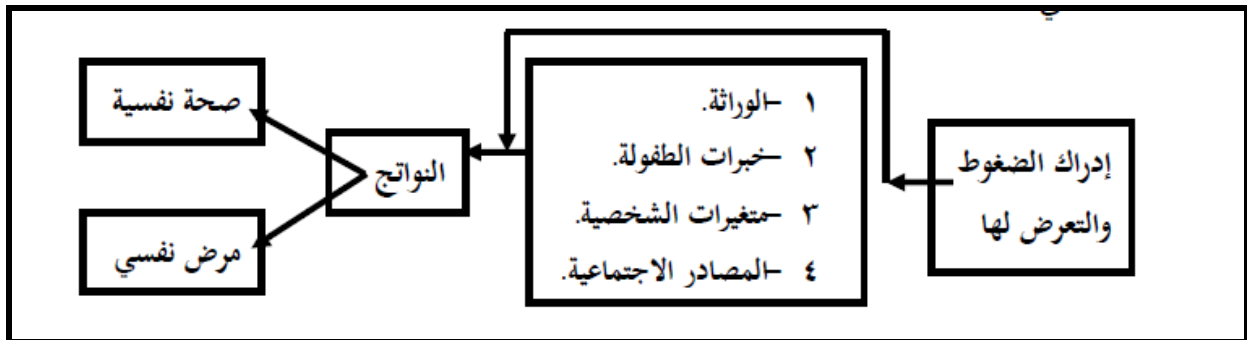 إدراك الضغوط
والتعرض لها
١ –الوراثة.
٢ –خبرات الطفولة.
٣ –متغيرات الشخصية.
٤ –المصادر الاجتماعية.
النواتج
صحة نفسية
مرض نفسي